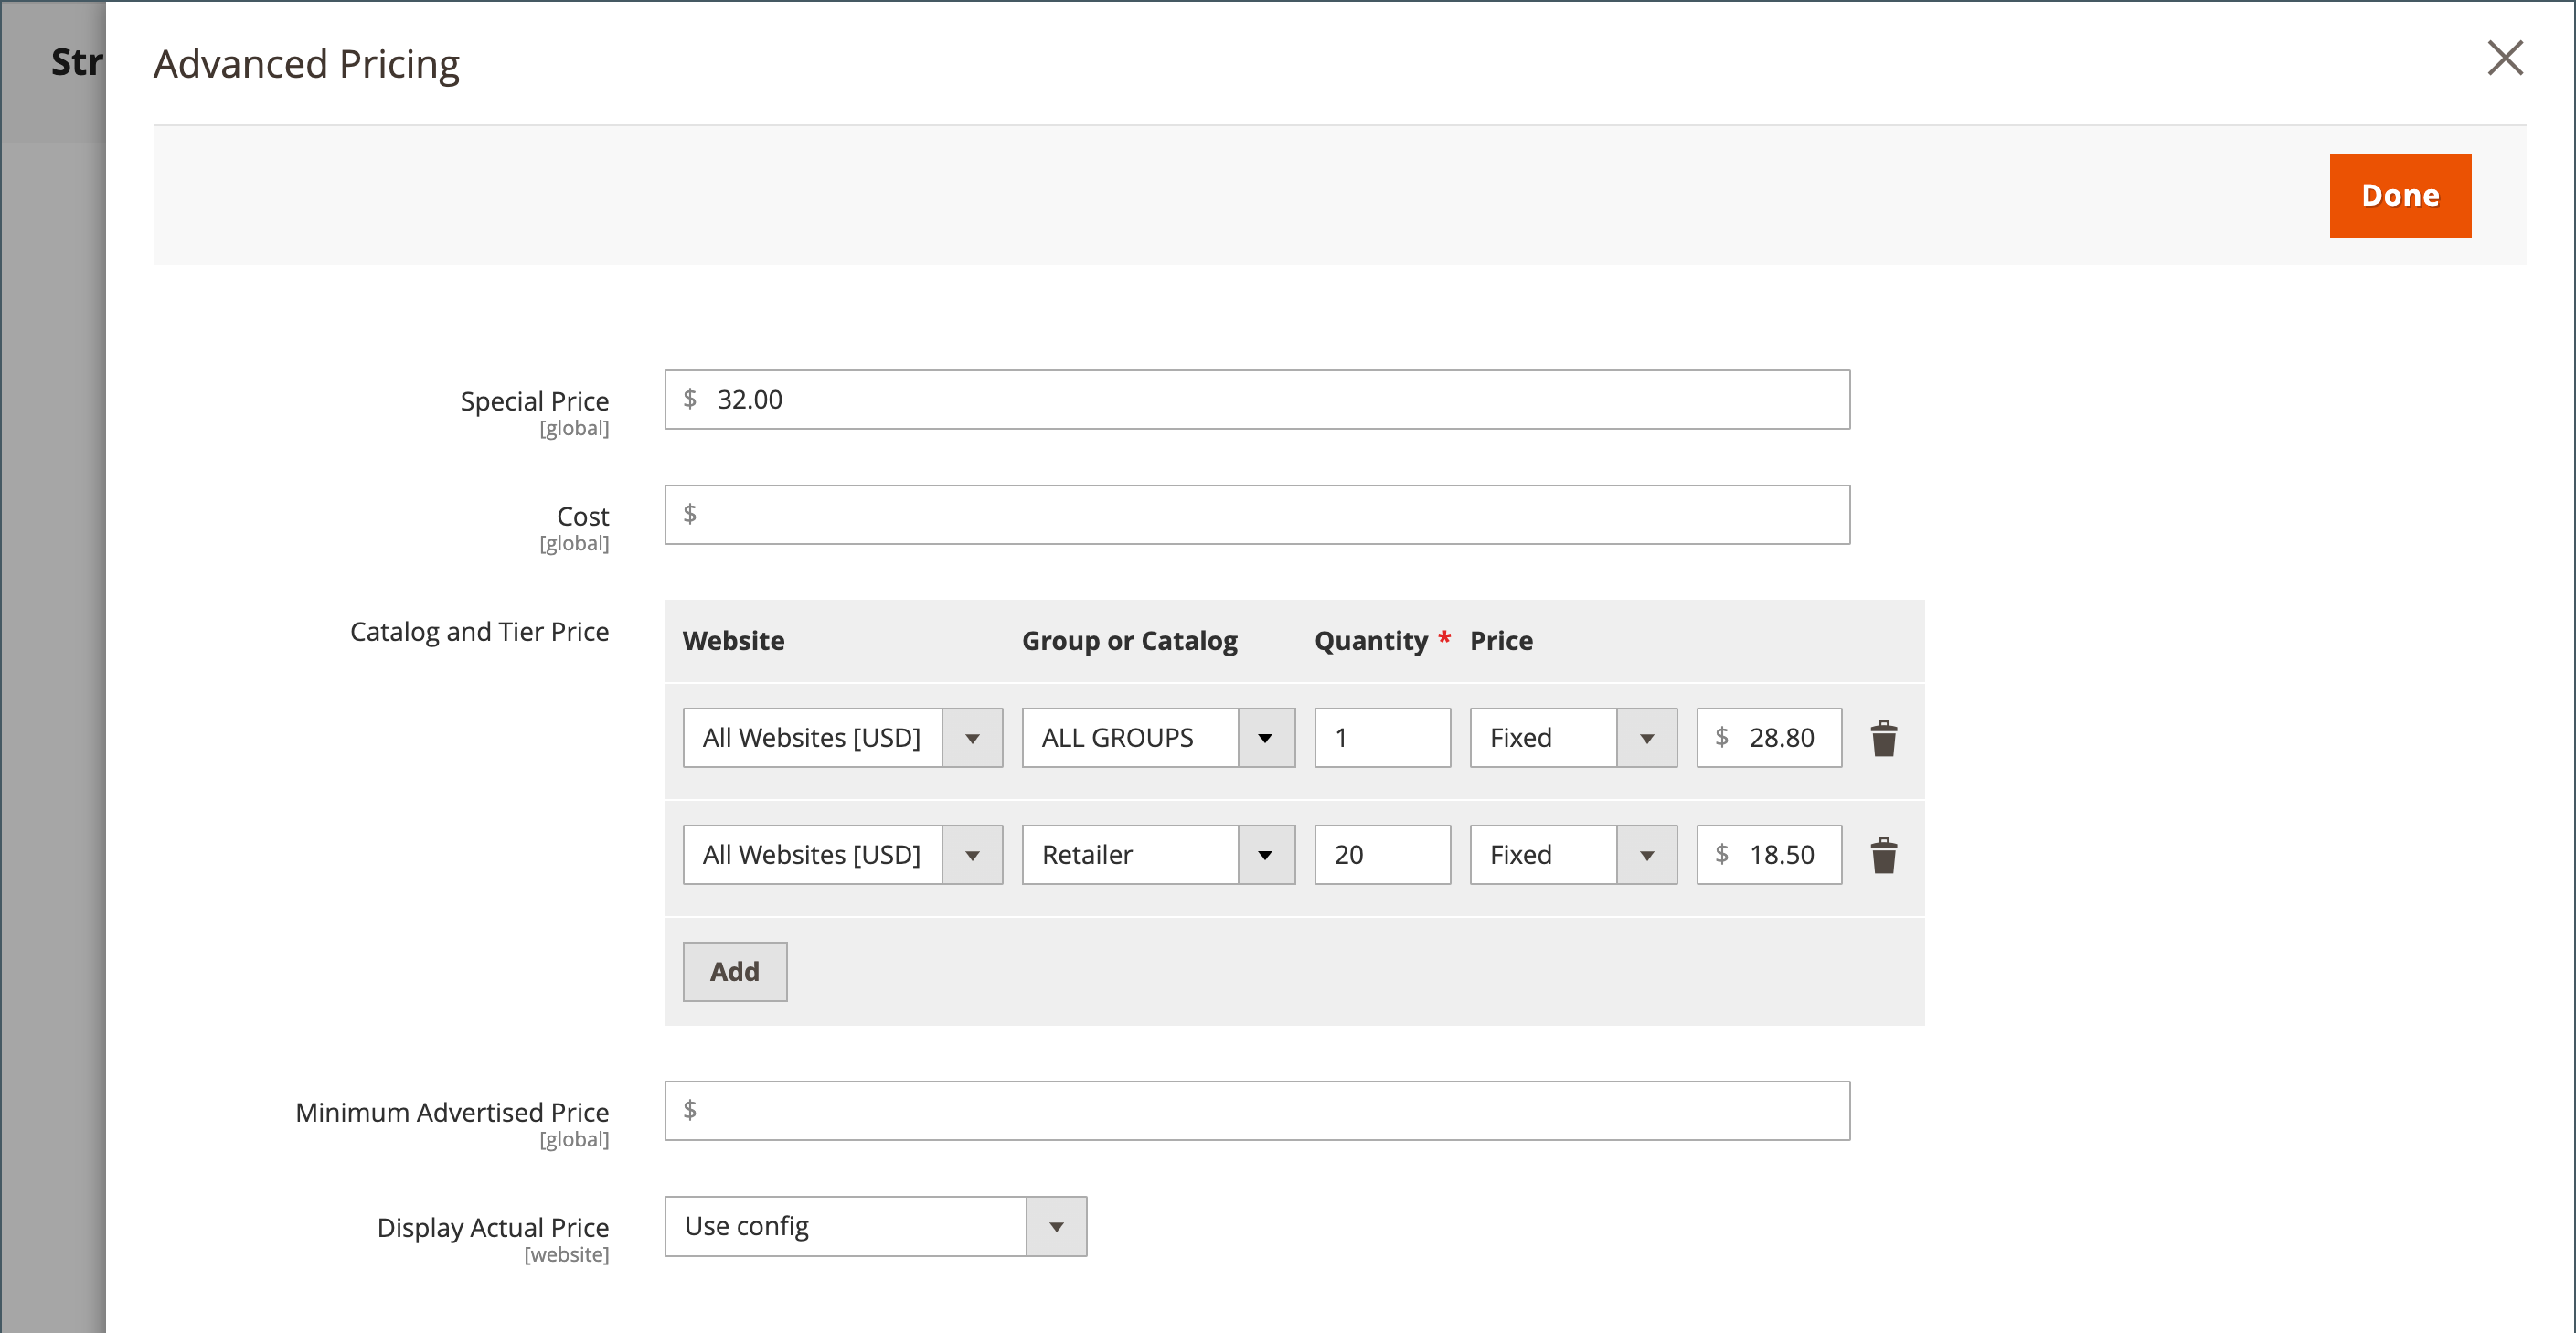 Str
Advanced Pricing
Done
Special Price
[global]
$ 32.00
Cost
[global]
$
Catalog and Tier Price
Website Group or Catalog Quantity * Price
All Websites [USD] ALL GROUPS 1 Fixed $ 28.80
All Websites [USD] Retailer 20 Fixed $ 18.50
Add
Minimum Advertised Price
[global]
$
Display Actual Price
[website]
Use config